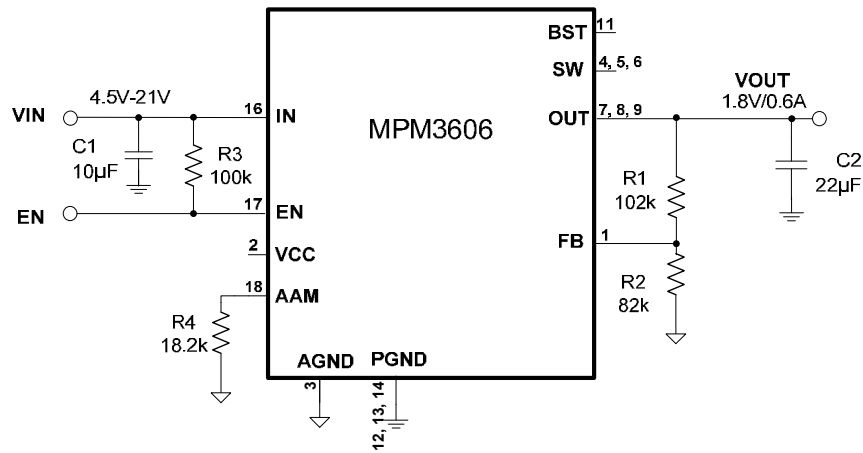 BST
11
SW
4, 5, 6
VOUT
1.8V/0.6A
OUT
7, 8, 9
VIN
4.5V-21V
16
IN
MPM3606
C1
10µF
R3
100k
R1
102k
C2
22µF
EN
17
EN
FB
1
2
VCC
R2
82k
18
AAM
R4
18.2k
AGND
PGND
3
12, 13, 14